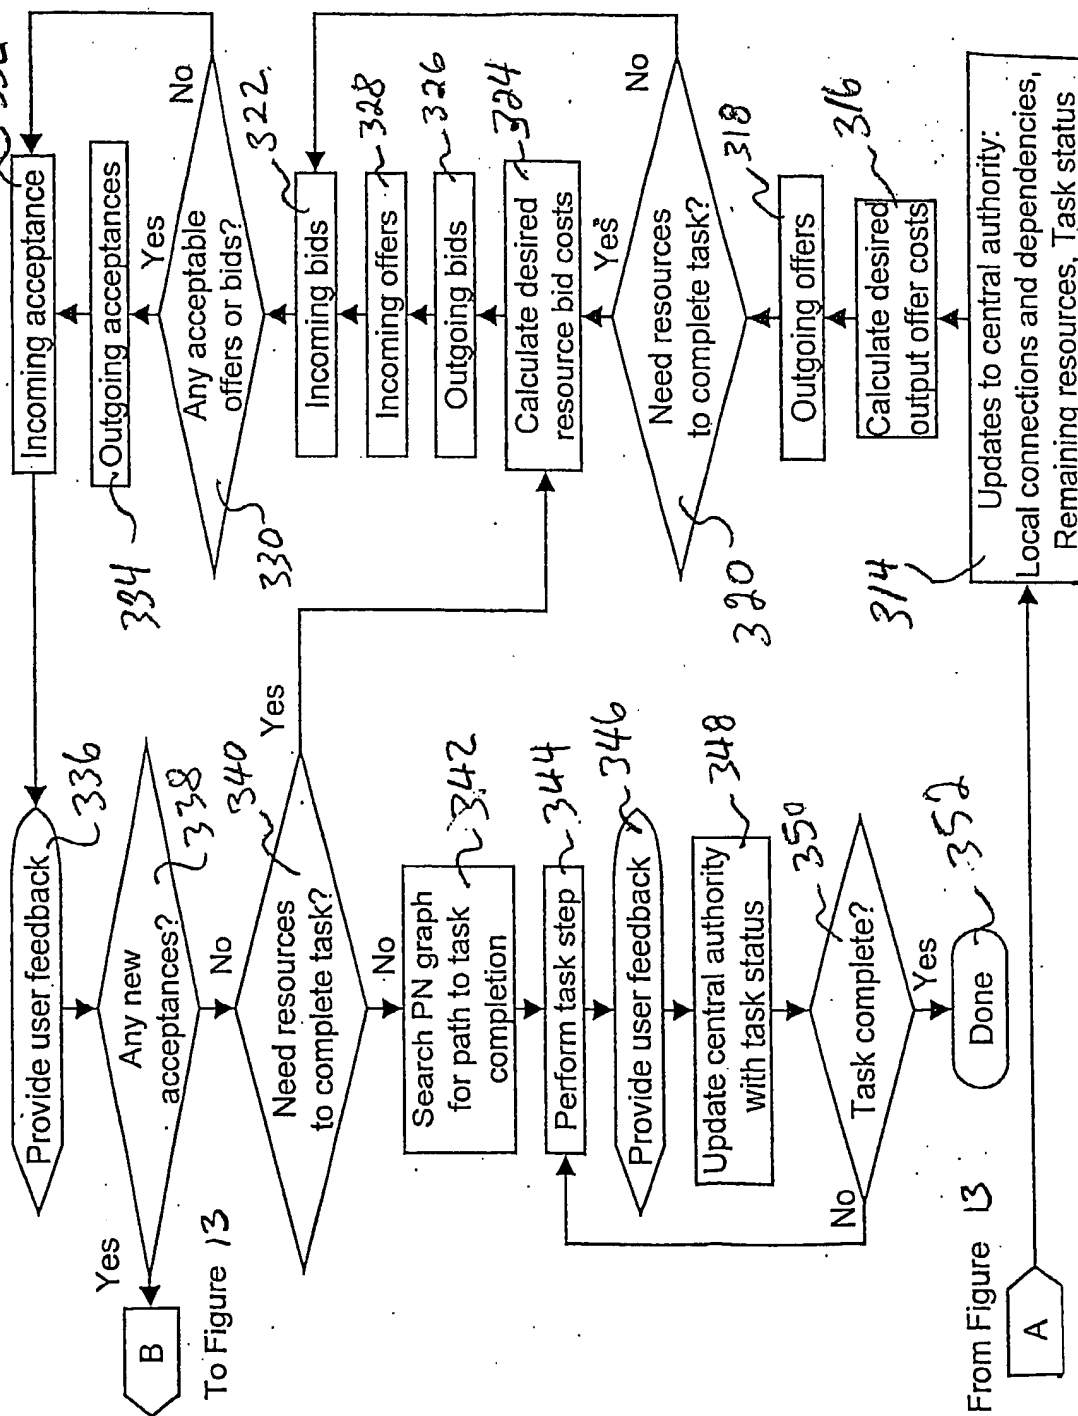 From Figure 13
A
314
Updates to central authority:
Local connections and dependencies,
Remaining resources, Task status
Calculate desired
output offer costs
316
Outgoing offers
318
Need resources
to complete task?
320
No
Yes
Calculate desired
resource bid costs
324
Outgoing bids
326
Incoming offers
328
Incoming bids
322
Any acceptable
offers or bids?
330
No
Yes
Outgoing acceptances
334
Incoming acceptance
Provide user feedback
336
Any new
acceptances?
338
Yes
B
To Figure 13
No
Need resources
to complete task?
340
Yes
No
Search PN graph
for path to task
completion
342
Perform task step
344
Provide user feedback
346
Update central authority
with task status
348
Task complete?
350
No
Yes
Done
352